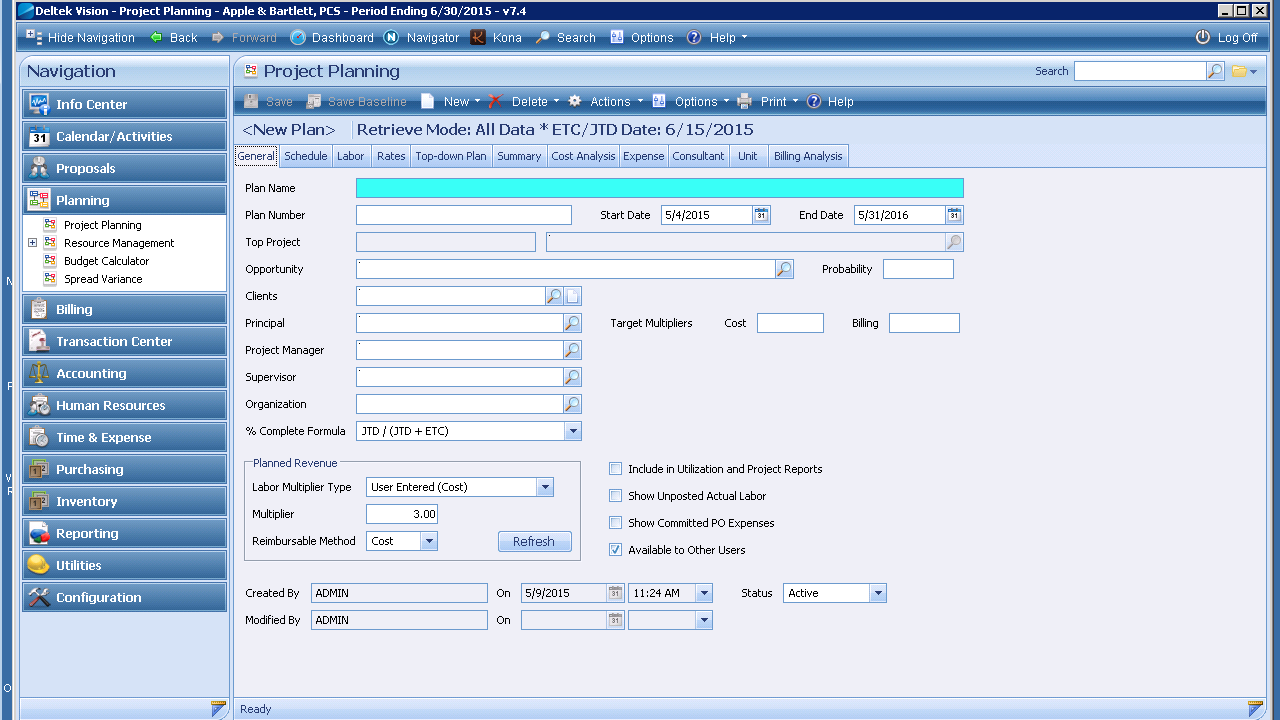 Deltek Vision - Project Planning - Apple & Bartlett, PCS - Period Ending 6/30/2015 - v7.4
Hide Navigation Back Forward Dashboard Navigator Kona Search Options Help Log Off
Navigation
Info Center
31 Calendar/Activities
Proposals
Planning
Project Planning
Resource Management
Budget Calculator
Spread Variance
Billing
Transaction Center
Accounting
Human Resources
Time & Expense
Purchasing
Inventory
Reporting
Utilities
Configuration
Project Planning Search
Save Save Baseline New Delete Actions Options Print Help
<New Plan> Retrieve Mode: All Data * ETC/JTD Date: 6/15/2015
General Schedule Labor Rates Top-down Plan Summary Cost Analysis Expense Consultant Unit Billing Analysis
Plan Name
Plan Number Start Date 5/4/2015 31 End Date 5/31/2016 31
Top Project
Opportunity Probability
Clients
Principal Target Multipliers Cost Billing
Project Manager
Supervisor
Organization
% Complete Formula JTD / (JTD + ETC)
Planned Revenue
Labor Multiplier Type User Entered (Cost)
Multiplier 3.00
Reimbursable Method Cost Refresh
Include in Utilization and Project Reports
Show Unposted Actual Labor
Show Committed PO Expenses
Available to Other Users
Created By ADMIN On 5/9/2015 31 11:24 AM Status Active
Modified By ADMIN On 31
Ready